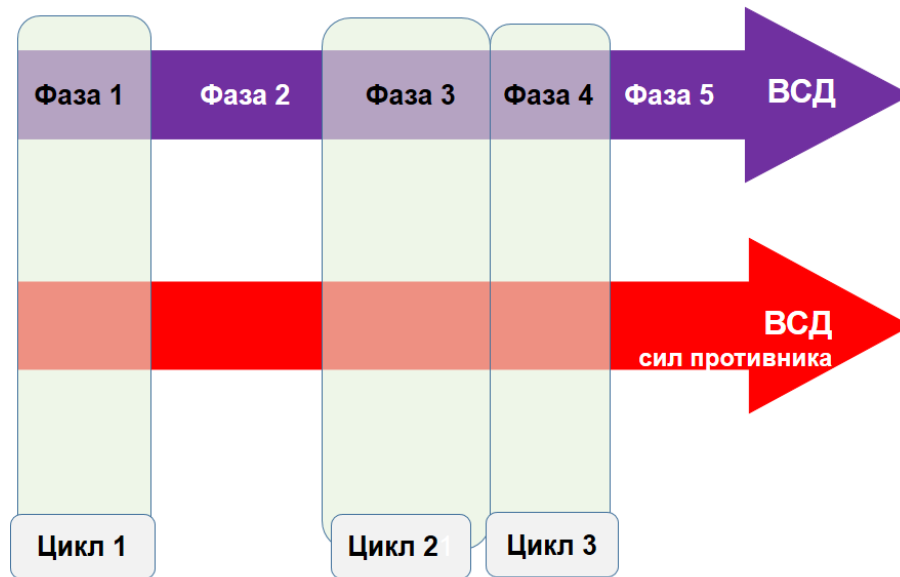 Фаза 1
Фаза 2
Фаза 3
Фаза 4
Фаза 5
ВСД
ВСД
сил противника
Цикл 1
Цикл 21
Цикл 3